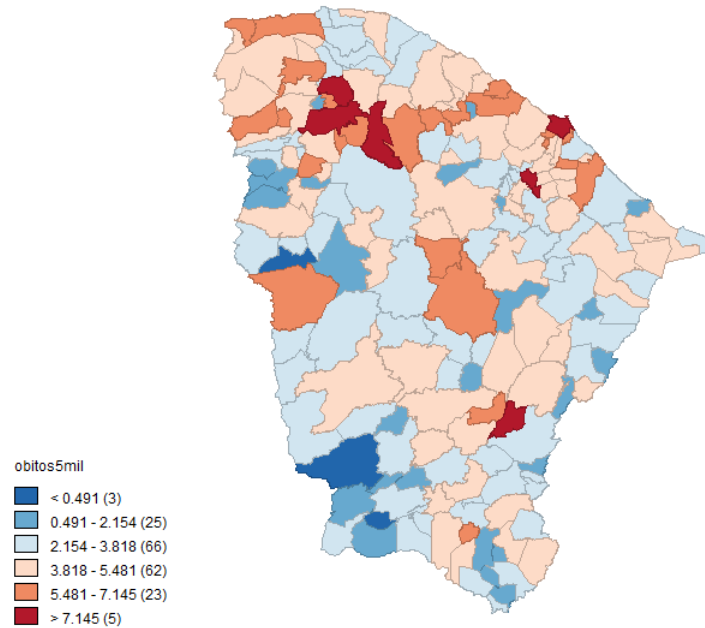 obitos5mil
< 0.491 (3)
0.491 - 2.154 (25)
2.154 - 3.818 (66)
3.818 - 5.481 (62)
5.481 - 7.145 (23)
> 7.145 (5)